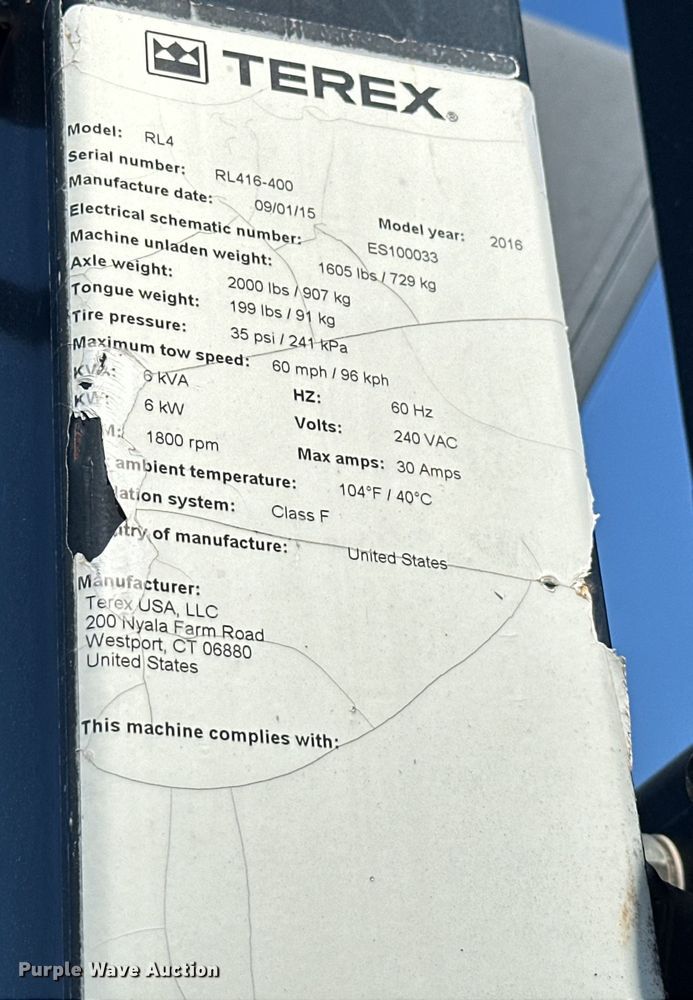 TEREX®
Model: RL4
Serial number: RL416-400
Manufacture date: 09/01/15 Model year: 2016
Electrical schematic number: ES100033
Machine unladen weight: 1605 lbs / 729 kg
Axle weight: 2000 lbs / 907 kg
Tongue weight: 199 lbs / 91 kg
Tire pressure: 35 psi / 241 kPa
Maximum tow speed: 60 mph / 96 kph
KVA: 6 kVA HZ: 60 Hz
KW: 6 kW Volts: 240 VAC
M: 1800 rpm Max amps: 30 Amps
ambient temperature: 104°F / 40°C
lation system: Class F
ntry of manufacture: United States
Manufacturer:
Terex USA, LLC
200 Nyala Farm Road
Westport, CT 06880
United States
This machine complies with:
Purple Wave Auction